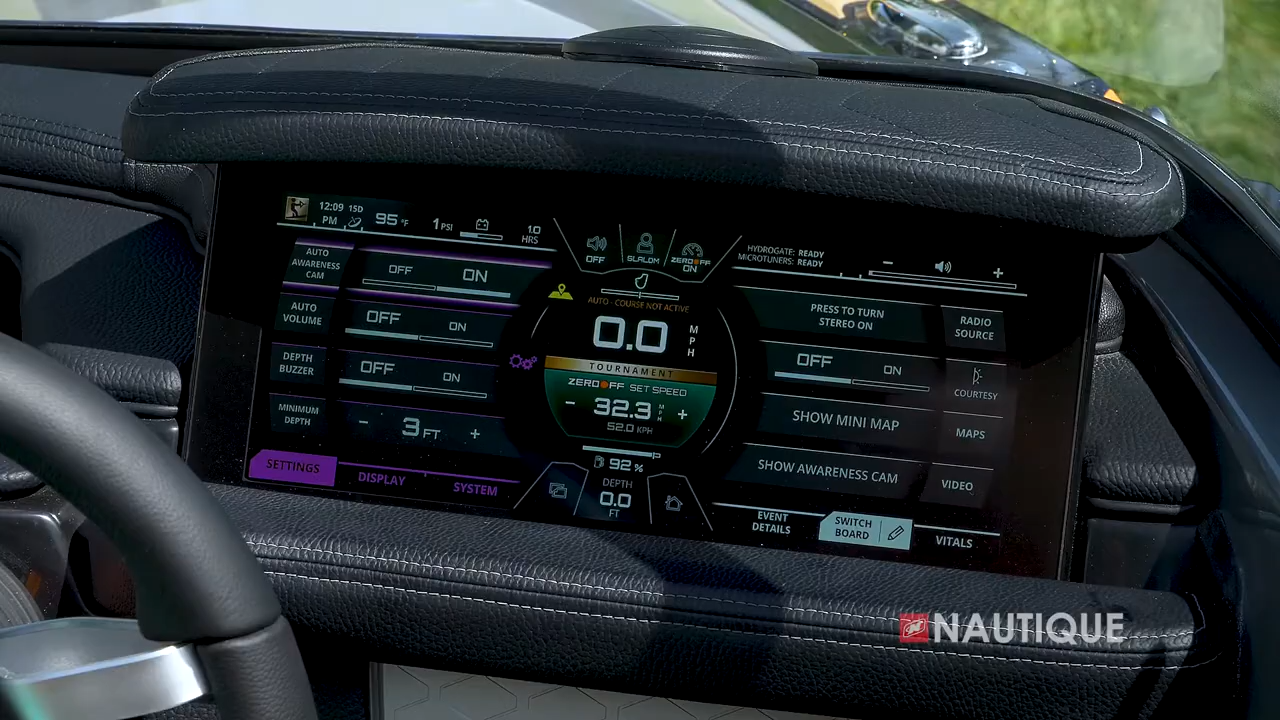 12:09 PM 15D 95 °F 1 PSI 1.0 HRS
AUTO AWARENESS CAM
OFF ON
AUTO VOLUME
OFF ON
DEPTH BUZZER
OFF ON
MINIMUM DEPTH
- 3 FT +
SETTINGS DISPLAY SYSTEM
OFF SLALOM ZEROOFF ON
AUTO - COURSE NOT ACTIVE
0.0 MPH
TOURNAMENT
ZEROOFF SET SPEED
- 32.3 MPH +
52.0 KPH
92 %
DEPTH
0.0
FT
HYDROGATE: READY
MICROTUNERS: READY
- +
PRESS TO TURN STEREO ON
RADIO SOURCE
OFF ON
COURTESY
SHOW MINI MAP
MAPS
SHOW AWARENESS CAM
VIDEO
EVENT DETAILS
SWITCH BOARD
VITALS
NAUTIQUE